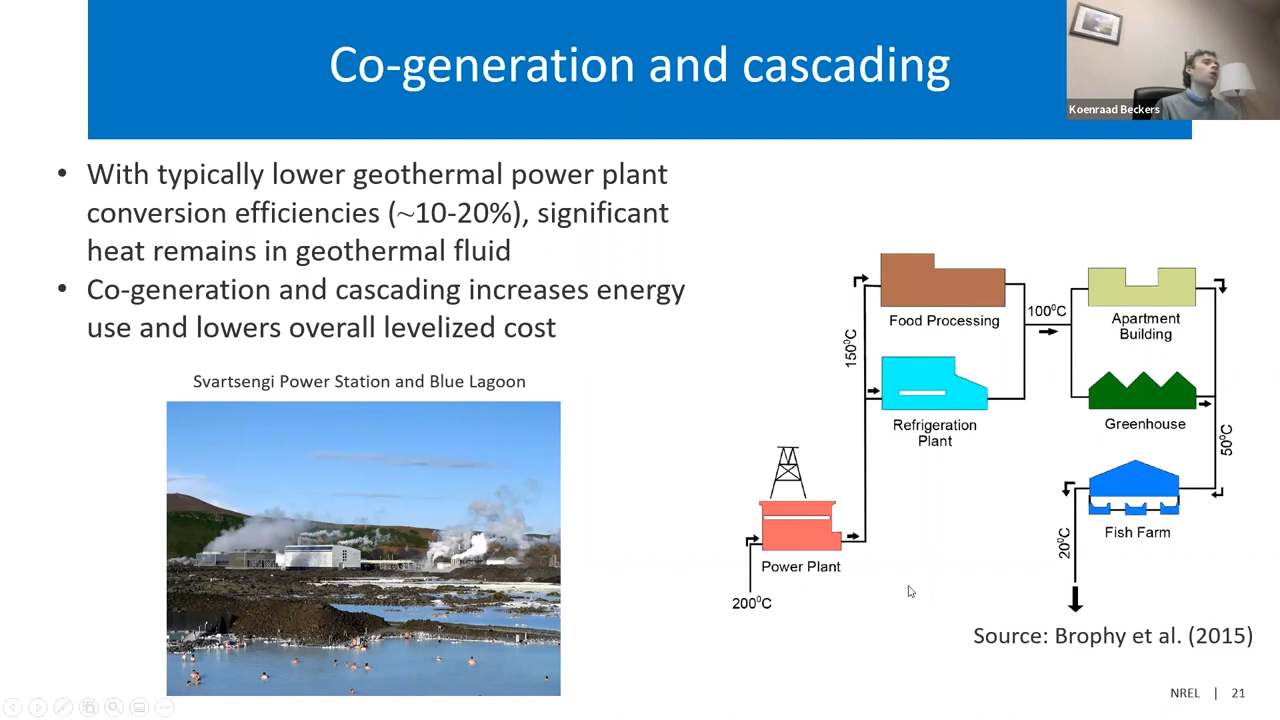 Co-generation and cascading
Koenraad Beckers
• With typically lower geothermal power plant
conversion efficiencies (~10-20%), significant
heat remains in geothermal fluid
• Co-generation and cascading increases energy
use and lowers overall levelized cost
Svartsengi Power Station and Blue Lagoon
200⁰C
Power Plant
150⁰C
Food Processing
Refrigeration
Plant
100⁰C
Apartment
Building
Greenhouse
50⁰C
Fish Farm
20⁰C
Source: Brophy et al. (2015)
NREL | 21